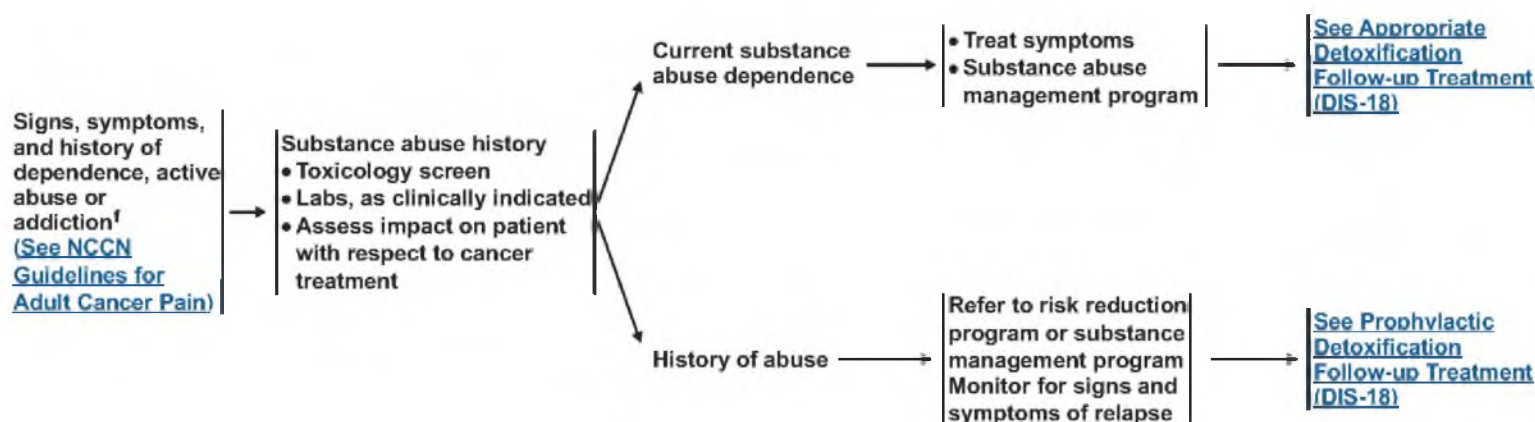 Signs, symptoms,
and history of
dependence, active
abuse or
addictionf
(See NCCN
Guidelines for
Adult Cancer Pain)
Substance abuse history
• Toxicology screen
• Labs, as clinically indicated
• Assess impact on patient
with respect to cancer
treatment
Current substance
abuse dependence
• Treat symptoms
• Substance abuse
management program
See Appropriate
Detoxification
Follow-up Treatment
(DIS-18)
History of abuse
Refer to risk reduction
program or substance
management program
Monitor for signs and
symptoms of relapse
See Prophylactic
Detoxification
Follow-up Treatment
(DIS-18)